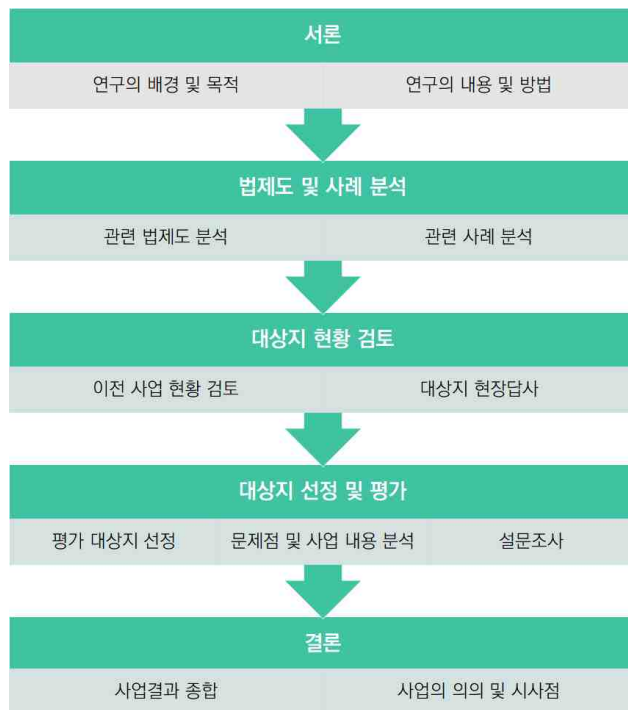 서론
연구의 배경 및 목적 연구의 내용 및 방법
법제도 및 사례 분석
관련 법제도 분석 관련 사례 분석
대상지 현황 검토
이전 사업 현황 검토 대상지 현장답사
대상지 선정 및 평가
평가 대상지 선정 문제점 및 사업 내용 분석 설문조사
결론
사업결과 종합 사업의 의의 및 시사점